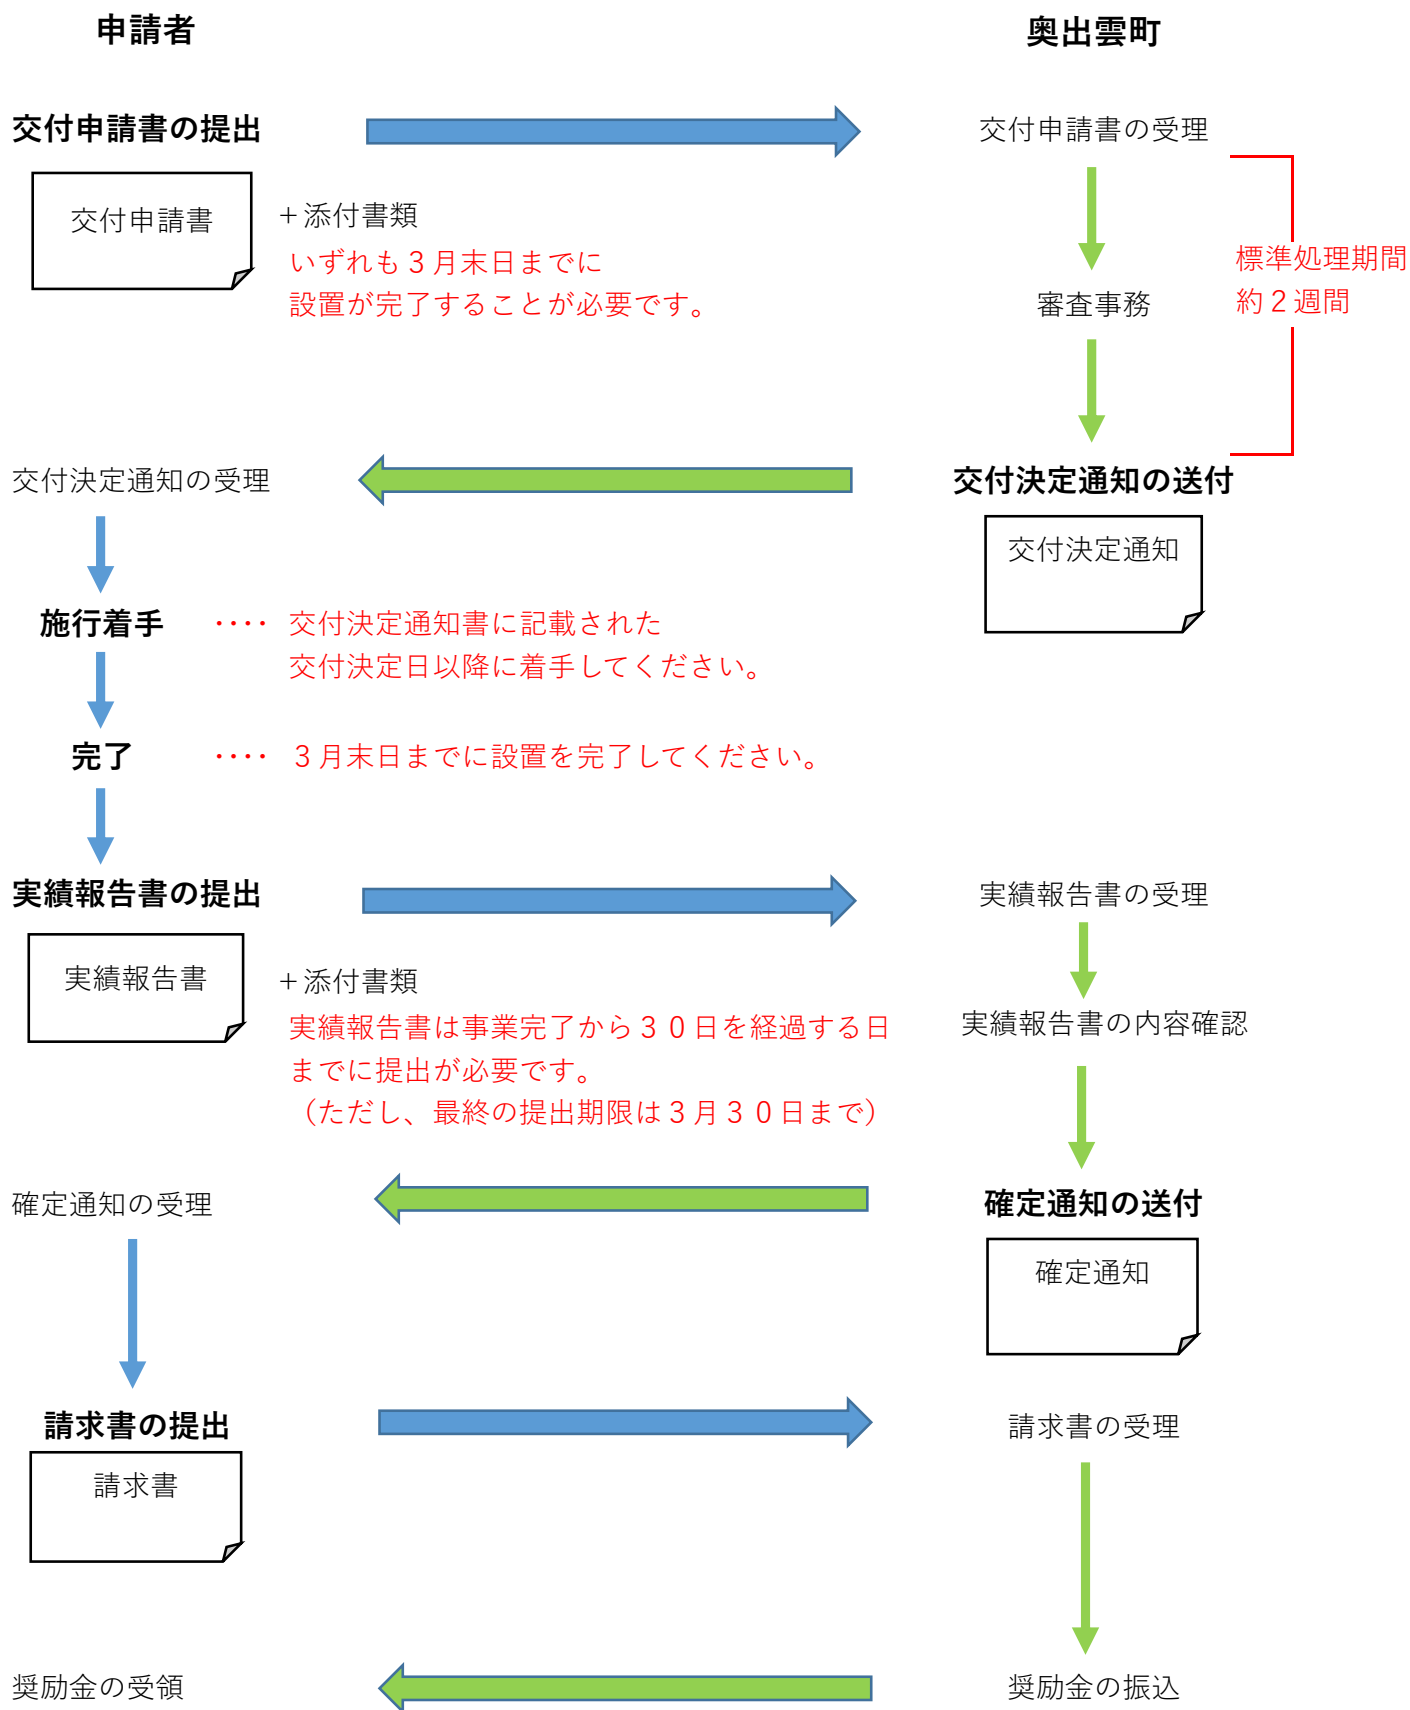 申請者
奥出雲町
交付申請書の提出
交付申請書の受理
交付申請書
＋添付書類
いずれも３月末日までに
設置が完了することが必要です。
標準処理期間
約２週間
審査事務
交付決定通知の受理
交付決定通知の送付
交付決定通知
施行着手
････
交付決定通知書に記載された
交付決定日以降に着手してください。
完了
････
３月末日までに設置を完了してください。
実績報告書の提出
実績報告書の受理
実績報告書
＋添付書類
実績報告書は事業完了から３０日を経過する日
までに提出が必要です。
（ただし、最終の提出期限は３月３０日まで）
実績報告書の内容確認
確定通知の受理
確定通知の送付
確定通知
請求書の提出
請求書の受理
請求書
奨励金の受領
奨励金の振込